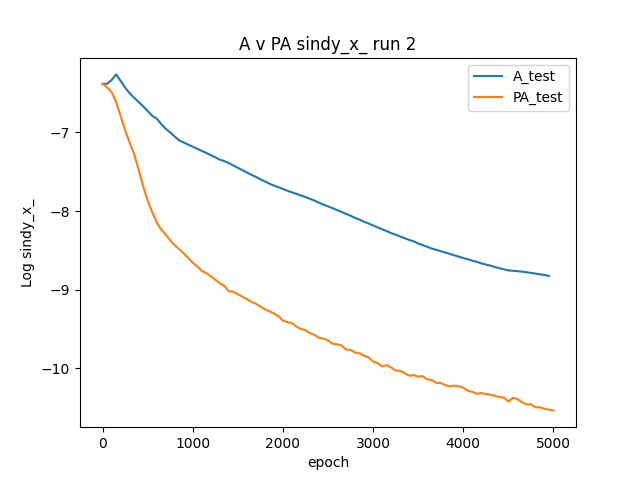 A v PA sindy_x_ run 2
A_test
PA_test
−7
−8
−9
−10
Log sindy_x_
0 1000 2000 3000 4000 5000
epoch